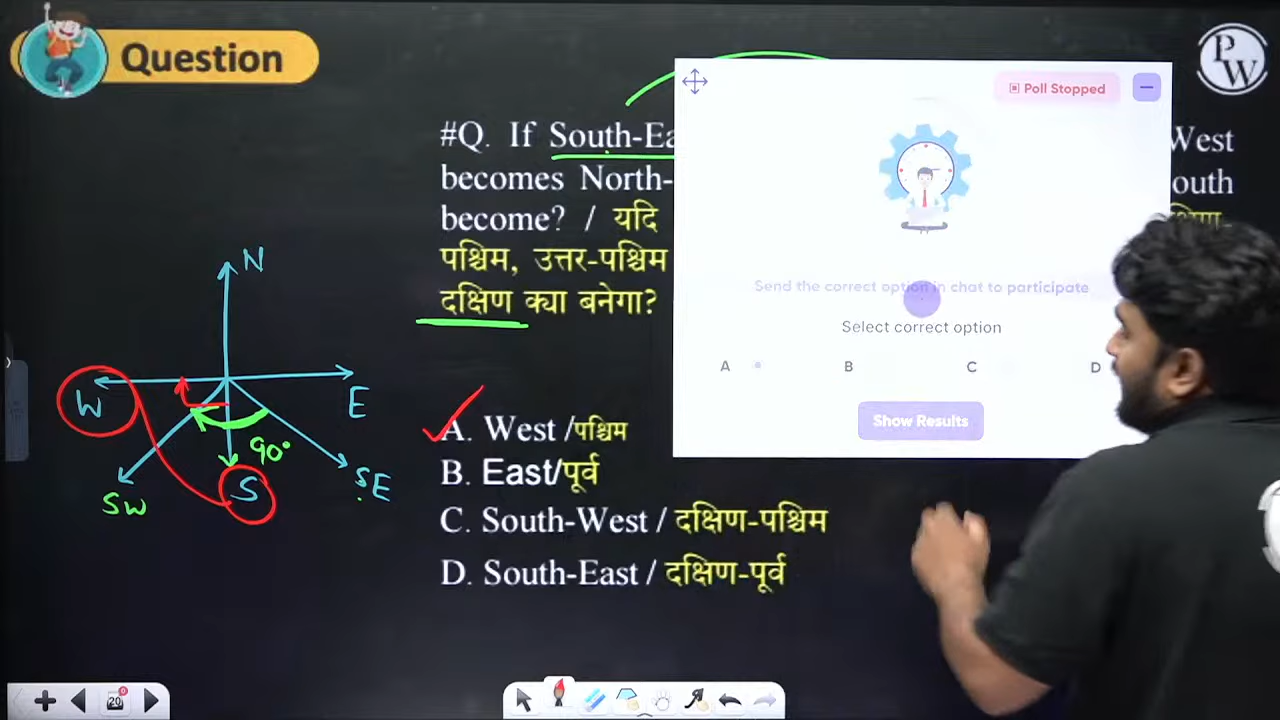 Question
PW
Poll Stopped
#Q. If South-Ea West
becomes North- outh
become? / यदि
पश्चिम, उत्तर-पश्चिम
दक्षिण क्या बनेगा?
Send the correct option in chat to participate
Select correct option
A B C D
Show Results
N
W
E
90°
S
SE
SW
A. West /पश्चिम
B. East/पूर्व
C. South-West / दक्षिण-पश्चिम
D. South-East / दक्षिण-पूर्व
20